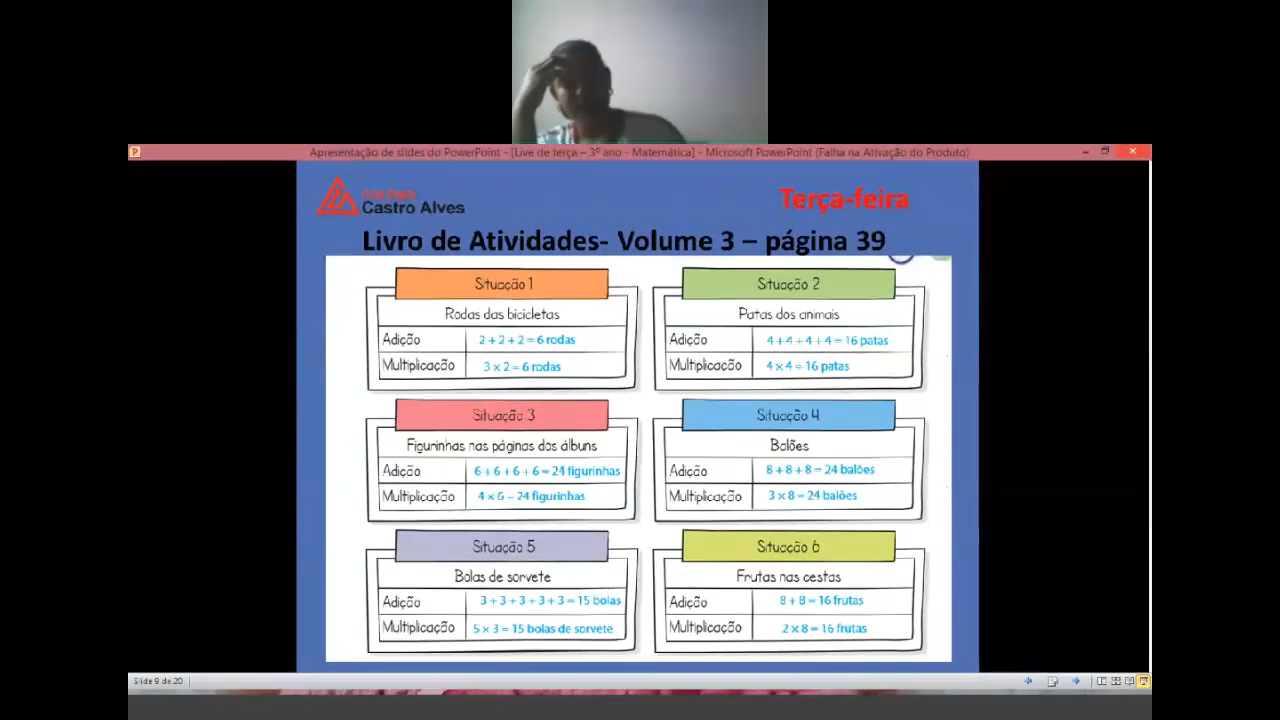 Apresentação de slides do PowerPoint - [Live de terça – 3º ano - Matemática] - Microsoft PowerPoint (Falha na Ativação do Produto)
COLÉGIO
Castro Alves
Terça-feira
Livro de Atividades- Volume 3 – página 39
Situação 1
Rodas das bicicletas
Adição 2 + 2 + 2 = 6 rodas
Multiplicação 3 x 2 = 6 rodas
Situação 2
Patas dos animais
Adição 4 + 4 + 4 + 4 = 16 patas
Multiplicação 4 x 4 = 16 patas
Situação 3
Figurinhas nas páginas dos álbuns
Adição 6 + 6 + 6 + 6 = 24 figurinhas
Multiplicação 4 x 6 = 24 figurinhas
Situação 4
Balões
Adição 8 + 8 + 8 = 24 balões
Multiplicação 3 x 8 = 24 balões
Situação 5
Bolas de sorvete
Adição 3 + 3 + 3 + 3 + 3 = 15 bolas
Multiplicação 5 x 3 = 15 bolas de sorvete
Situação 6
Frutas nas cestas
Adição 8 + 8 = 16 frutas
Multiplicação 2 x 8 = 16 frutas
Slide 9 de 20